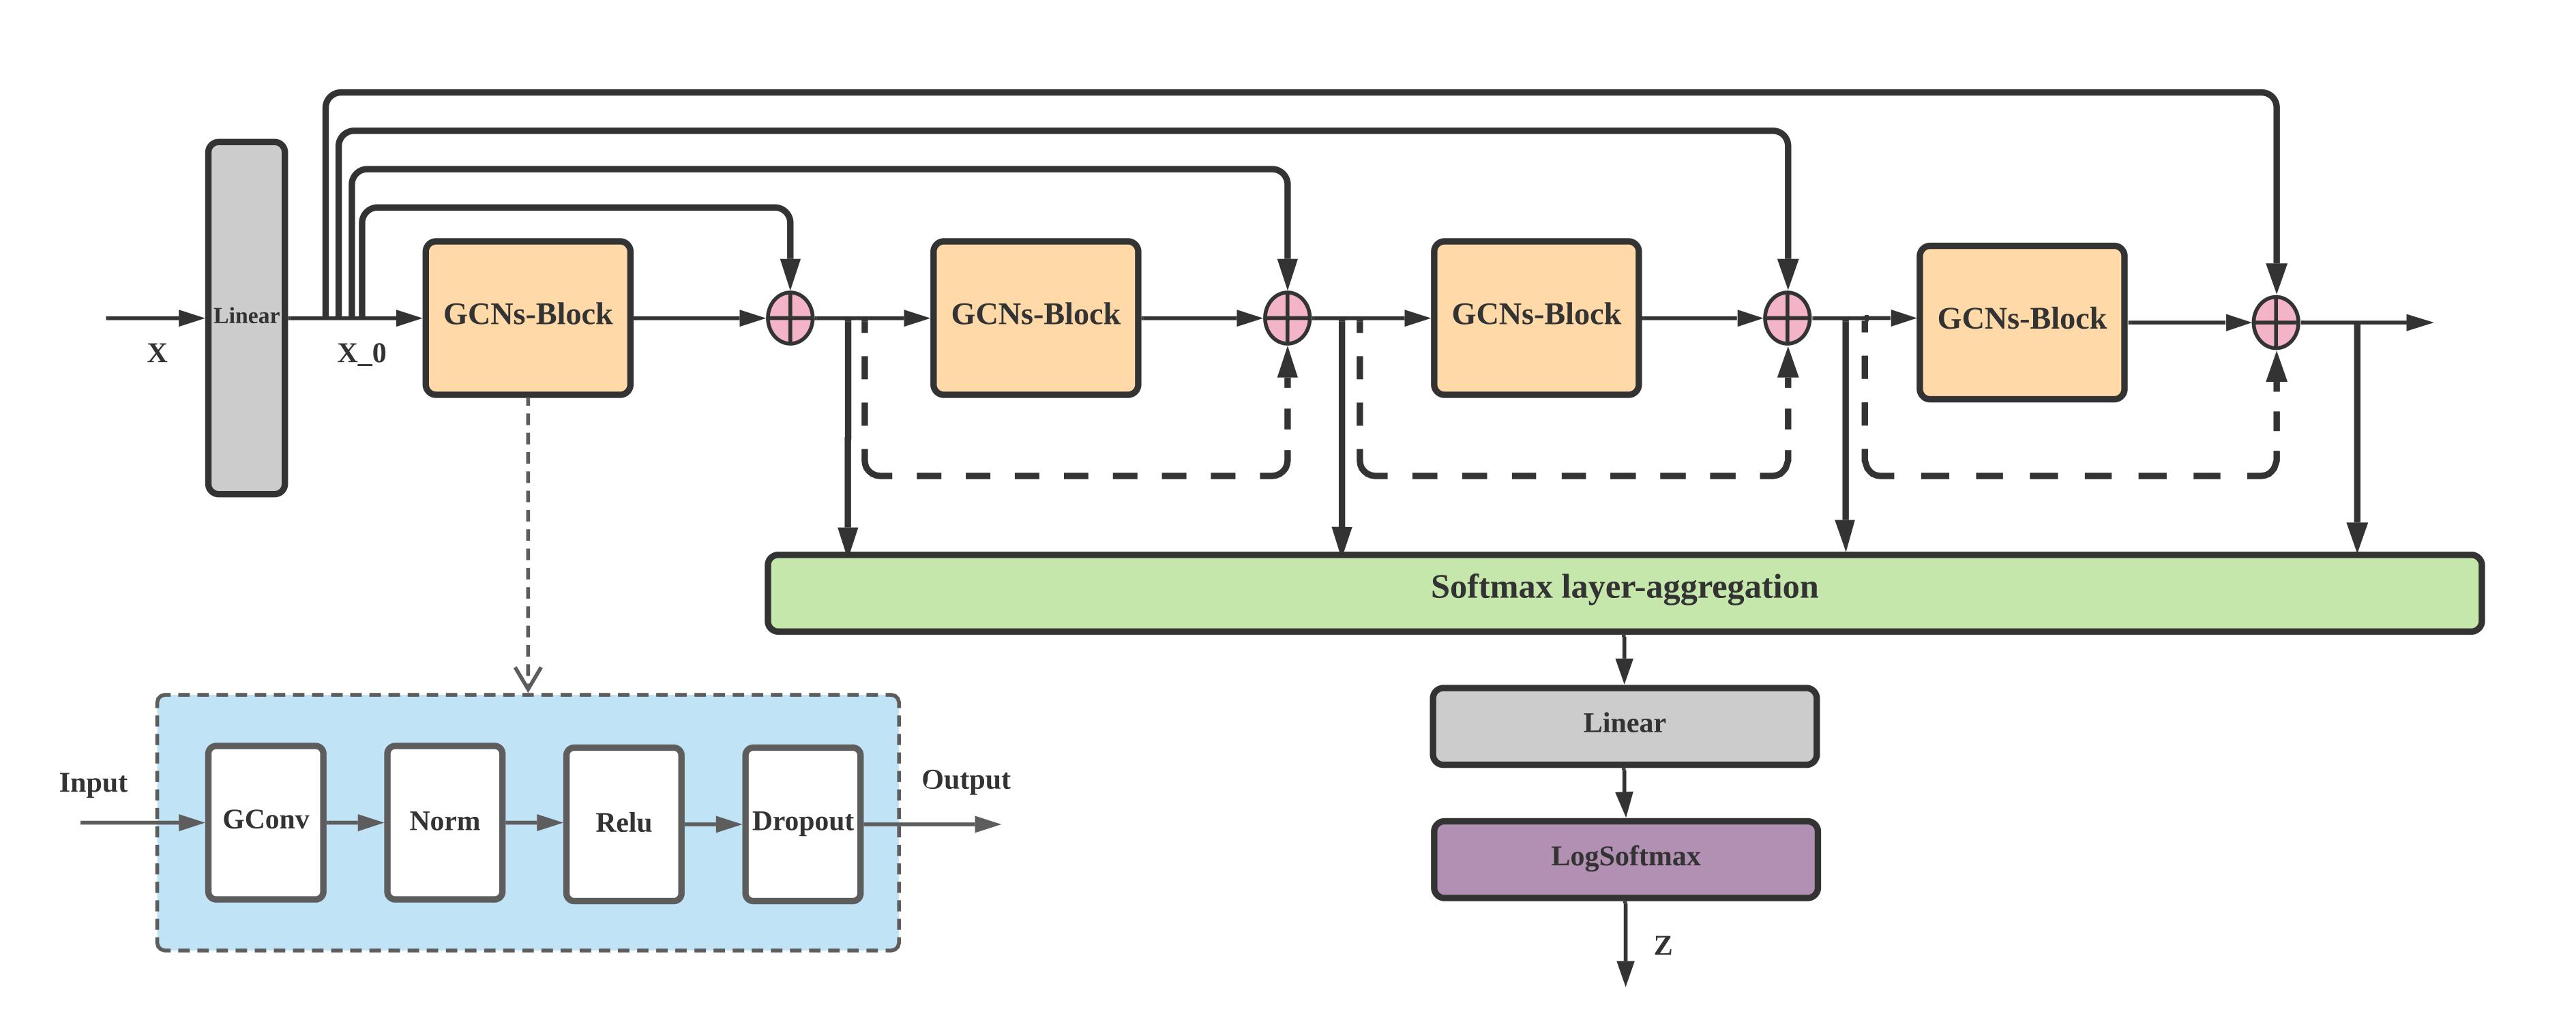 Linear
GCNs-Block
GCNs-Block
GCNs-Block
GCNs-Block
X
X_0
Softmax layer-aggregation
Linear
LogSoftmax
Z
Input
GConv
Norm
Relu
Dropout
Output